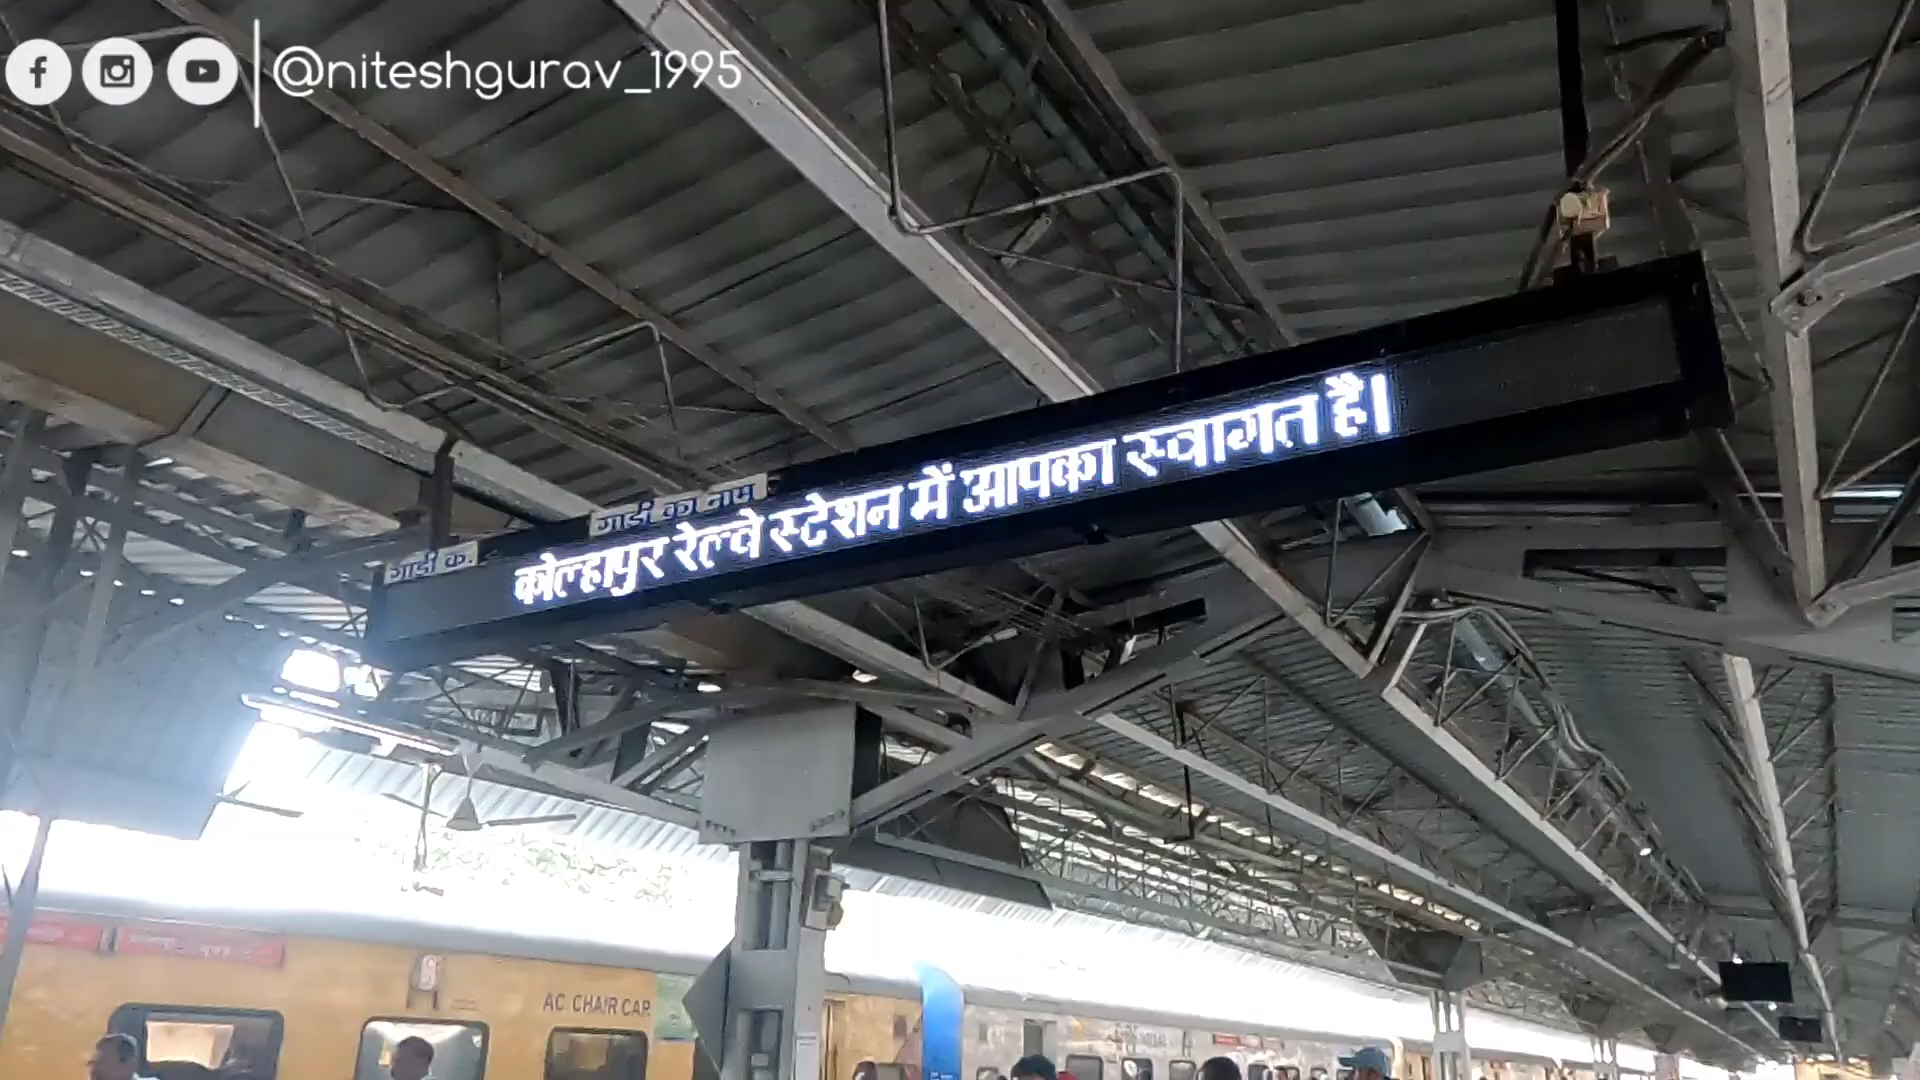 @niteshgurav_1995
गाडी का नाम
गाडी क्र.
कोल्हापुर रेल्वे स्टेशन में आपका स्वागत है।
AC CHAIR CAR